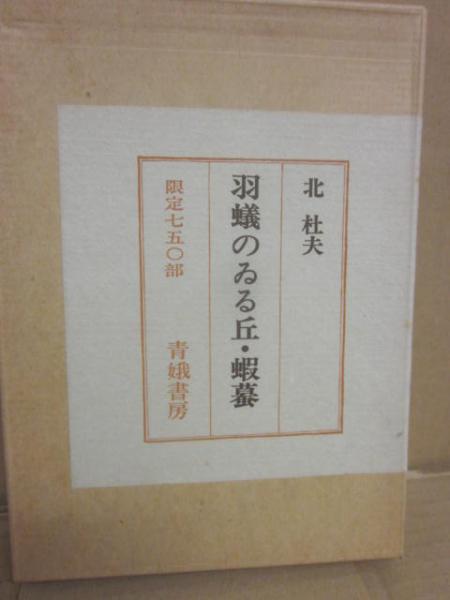 北 杜夫
羽蟻のゐる丘・蝦蟇
限定七五〇部 青娥書房